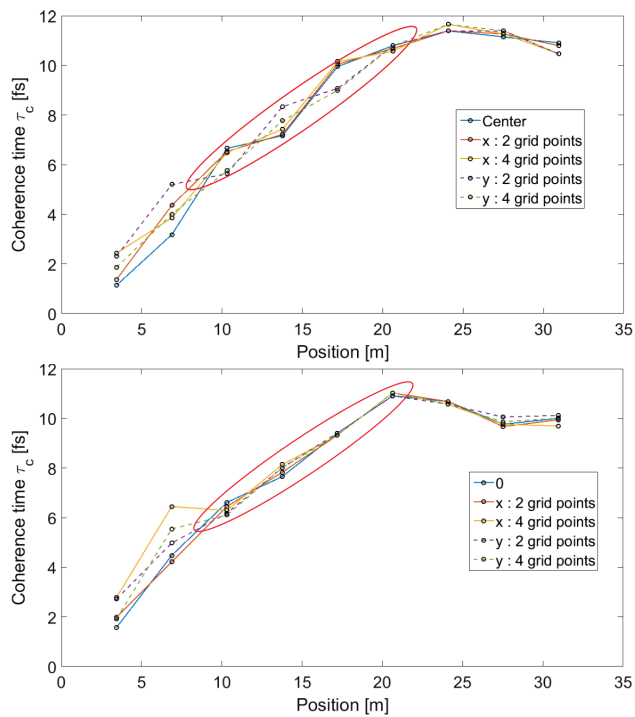 12
10
8
6
4
2
0
Coherence time τc [fs]
Center
x : 2 grid points
x : 4 grid points
y : 2 grid points
y : 4 grid points
0 5 10 15 20 25 30 35
Position [m]
12
10
8
6
4
2
0
Coherence time τc [fs]
0
x : 2 grid points
x : 4 grid points
y : 2 grid points
y : 4 grid points
0 5 10 15 20 25 30 35
Position [m]